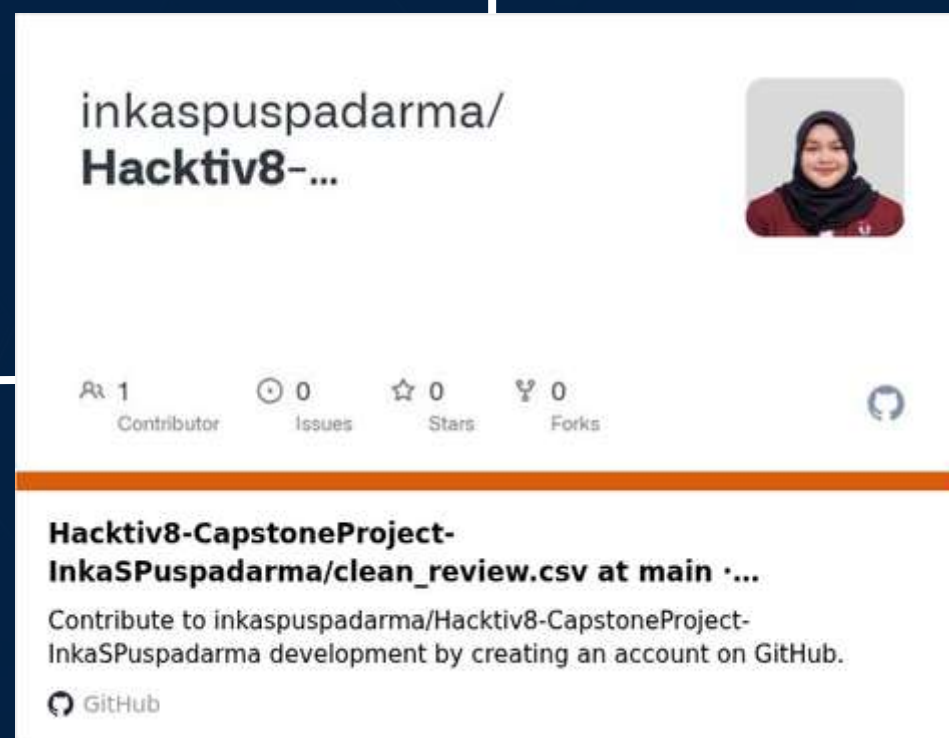 inkaspuspadarma/
Hacktiv8-...
1
Contributor
0
Issues
0
Stars
0
Forks
Hacktiv8-CapstoneProject-
InkaSPuspadarma/clean_review.csv at main ·...
Contribute to inkaspuspadarma/Hacktiv8-CapstoneProject-
InkaSPuspadarma development by creating an account on GitHub.
GitHub